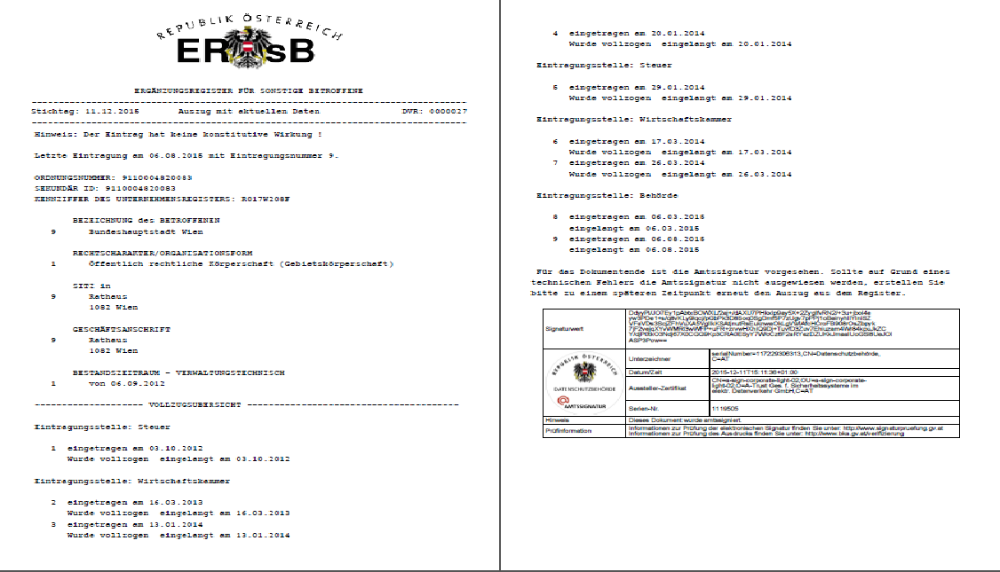 REPUBLIK ÖSTERREICH
ERsB
ERGÄNZUNGSREGISTER FÜR SONSTIGE BETROFFENE
Stichtag: 11.12.2015 Auszug mit aktuellen Daten DVR: 0000027
Hinweis: Der Eintrag hat keine konstitutive Wirkung !
Letzte Eintragung am 06.08.2015 mit Eintragungsnummer 9.
ORDNUNGSNUMMER: 9110004820083
SEKUNDÄR ID: 9110004820083
KENNZIFFER DES UNTERNEHMENSREGISTERS: R017W208F
BEZEICHNUNG des BETROFFENEN
9 Bundeshauptstadt Wien
RECHTSCHARAKTER/ORGANISATIONSFORM
1 Öffentlich rechtliche Körperschaft (Gebietskörperschaft)
SITZ in
9 Rathaus
1082 Wien
GESCHÄFTSANSCHRIFT
9 Rathaus
1082 Wien
BESTANDSZEITRAUM - VERWALTUNGSTECHNISCH
1 von 06.09.2012
-------------------- VOLLZUGSÜBERSICHT ----------------------------------------
Eintragungsstelle: Steuer
1 eingetragen am 03.10.2012
Wurde vollzogen eingelangt am 03.10.2012
Eintragungsstelle: Wirtschaftskammer
2 eingetragen am 16.03.2013
Wurde vollzogen eingelangt am 16.03.2013
3 eingetragen am 13.01.2014
Wurde vollzogen eingelangt am 13.01.2014
4 eingetragen am 20.01.2014
Wurde vollzogen eingelangt am 20.01.2014
Eintragungsstelle: Steuer
5 eingetragen am 29.01.2014
Wurde vollzogen eingelangt am 29.01.2014
Eintragungsstelle: Wirtschaftskammer
6 eingetragen am 17.03.2014
Wurde vollzogen eingelangt am 17.03.2014
7 eingetragen am 26.03.2014
Wurde vollzogen eingelangt am 26.03.2014
Eintragungsstelle: Behörde
8 eingetragen am 06.03.2015
eingelangt am 06.03.2015
9 eingetragen am 06.08.2015
eingelangt am 06.08.2015
Für das Dokumentende ist die Amtssignatur vorgesehen. Sollte auf Grund eines
technischen Fehlers die Amtssignatur nicht ausgewiesen werden, erstellen Sie
bitte zu einem späteren Zeitpunkt erneut den Auszug aus dem Register.
Signaturwert
REPUBLIK ÖSTERREICH
DATENSCHUTZBEHÖRDE
AMTSSIGNATUR
Unterzeichner serialNumber=117229306313,CN=Datenschutzbehörde,
C=AT
Datum/Zeit 2015-12-11T15:11:36+01:00
Aussteller-Zertifikat CN=a-sign-corporate-light-02,OU=a-sign-corporate-
light-02,O=A-Trust Ges. f. Sicherheitssysteme im
elektr. Datenverkehr GmbH,C=AT
Serien-Nr. 1119505
Hinweis Dieses Dokument wurde amtssigniert.
Prüfinformation Informationen zur Prüfung der elektronischen Signatur finden Sie unter: http://www.signaturpruefung.gv.at
Informationen zur Prüfung des Ausdrucks finden Sie unter: http://www.bka.gv.at/verifizierung